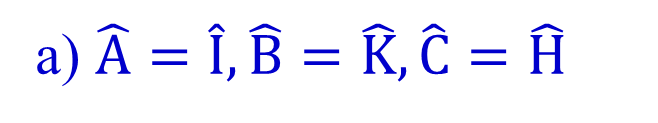 a) Â = Î, B̂ = K̂, Ĉ = Ĥ